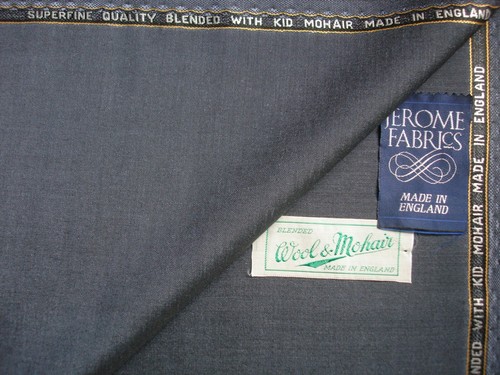 SUPERFINE QUALITY BLENDED WITH KID MOHAIR MADE IN ENGLAND
JEROME
FABRICS
MADE IN
ENGLAND
BLENDED
Wool & Mohair
MADE IN ENGLAND
NDED WITH KID MOHAIR MADE IN ENGLAND